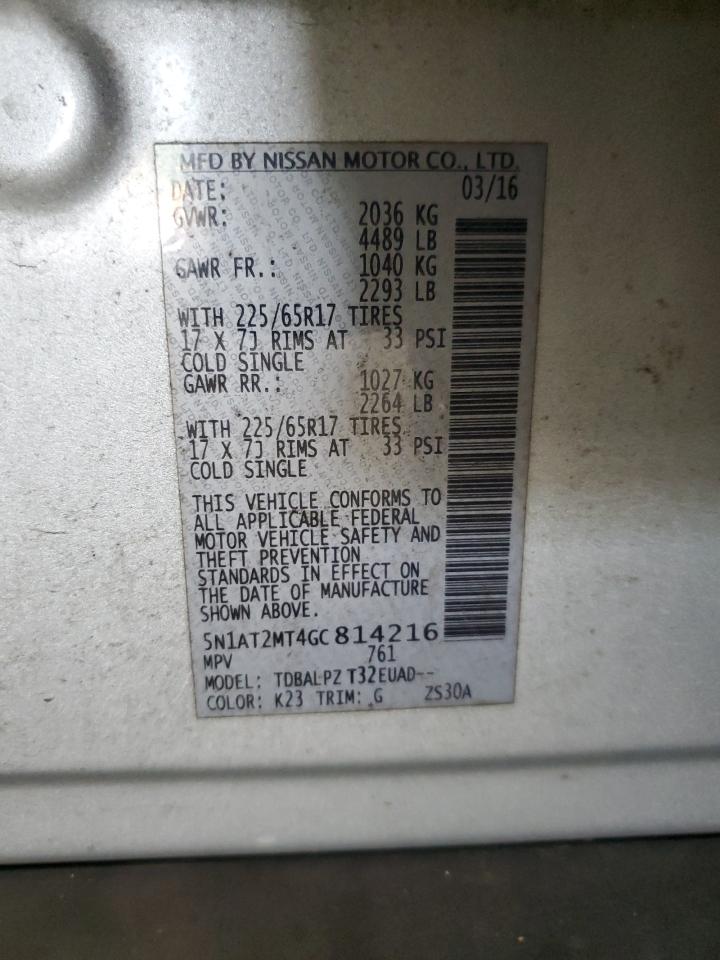 MFD BY NISSAN MOTOR CO., LTD.
DATE: 03/16
GVWR: 2036 KG
4489 LB
GAWR FR.: 1040 KG
2293 LB
WITH 225/65R17 TIRES
17 X 7J RIMS AT 33 PSI
COLD SINGLE
GAWR RR.: 1027 KG
2264 LB
WITH 225/65R17 TIRES
17 X 7J RIMS AT 33 PSI
COLD SINGLE
THIS VEHICLE CONFORMS TO
ALL APPLICABLE FEDERAL
MOTOR VEHICLE SAFETY AND
THEFT PREVENTION
STANDARDS IN EFFECT ON
THE DATE OF MANUFACTURE
SHOWN ABOVE.
5N1AT2MT4GC814216
MPV 761
MODEL: TDBALPZ T32EUAD--
COLOR: K23 TRIM: G ZS30A